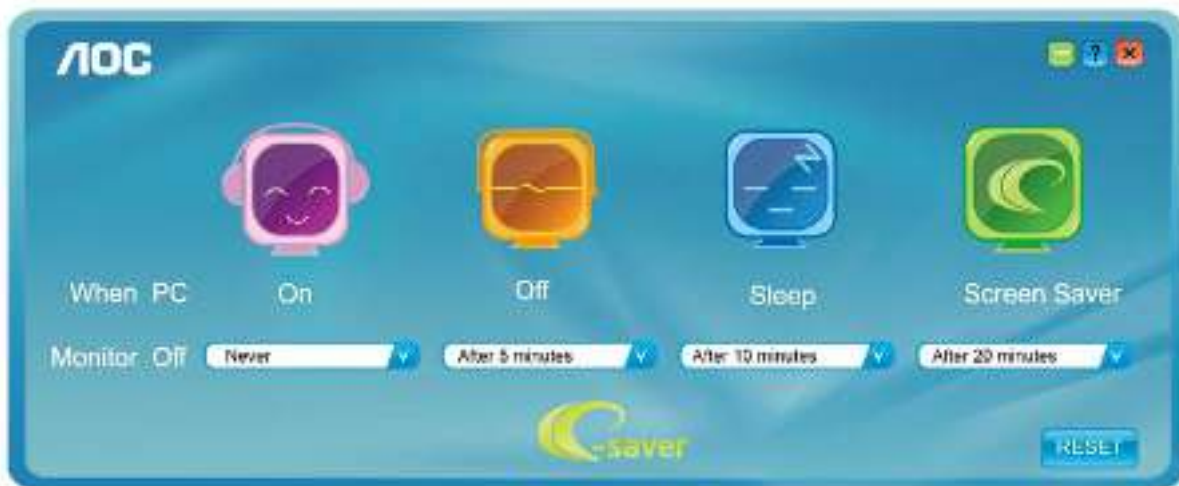 AOC
?
When PC On Off Sleep Screen Saver
Monitor Off Never After 5 minutes After 10 minutes After 20 minutes
e-saver
RESET